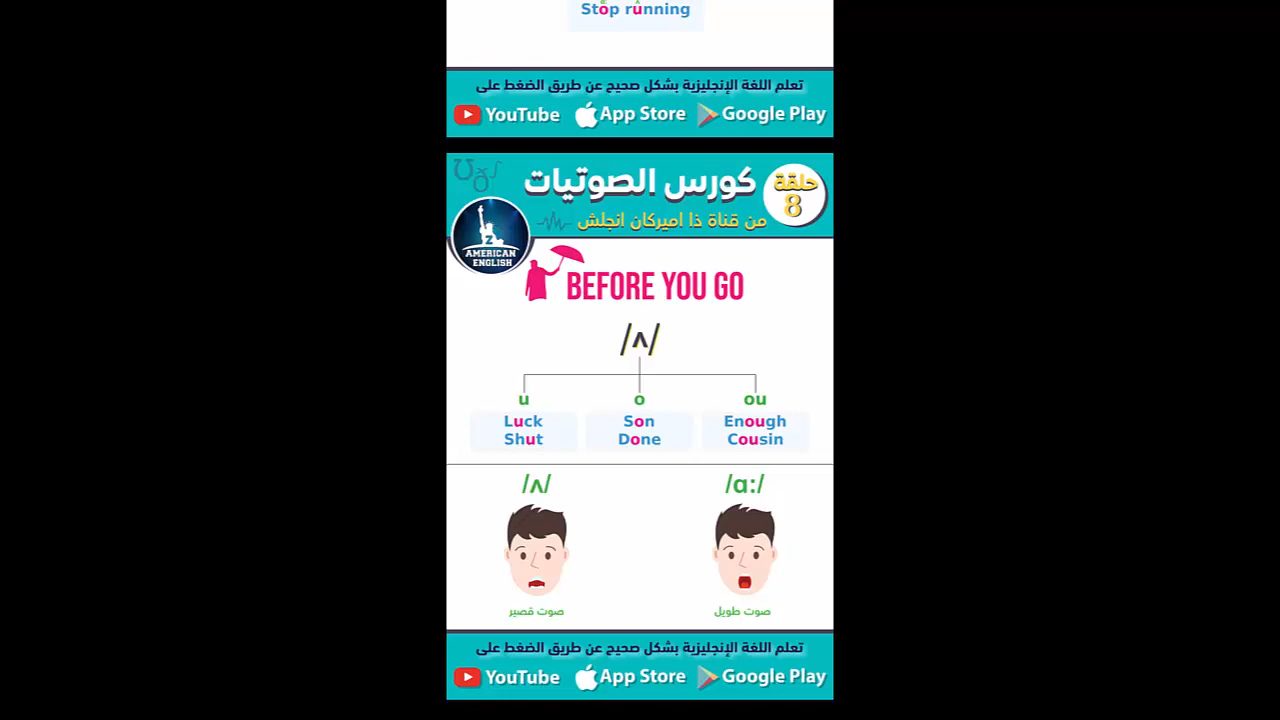 Stop running
تعلم اللغة الإنجليزية بشكل صحيح عن طريق الضغط على
YouTube App Store Google Play
حلقة 8
كورس الصوتيات
من قناة ذا اميركان انجلش
Z AMERICAN ENGLISH
BEFORE YOU GO
/ʌ/
u o ou
Luck Son Enough
Shut Done Cousin
/ʌ/ /ɑː/
صوت قصير صوت طويل
تعلم اللغة الإنجليزية بشكل صحيح عن طريق الضغط على
YouTube App Store Google Play